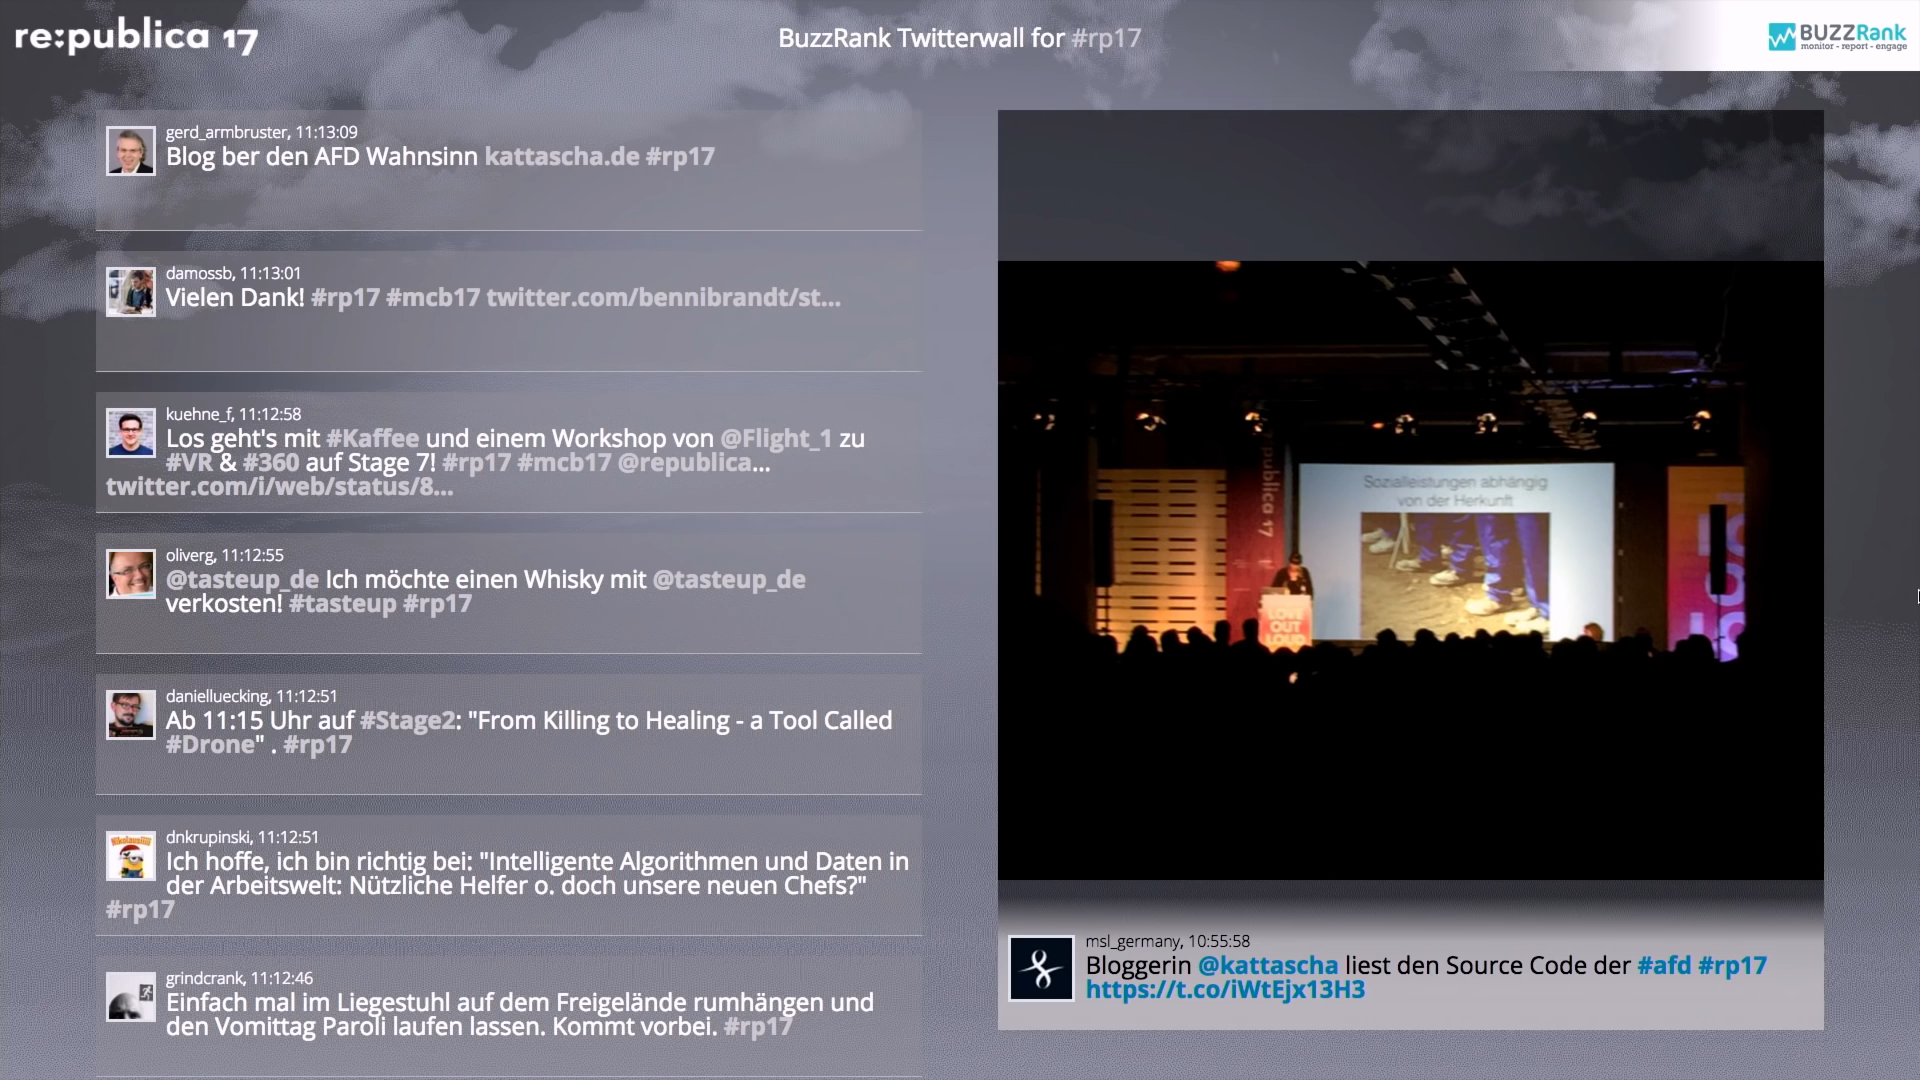 re:publica 17
BuzzRank Twitterwall for #rp17
BUZZRank
monitor - report - engage
gerd_armbruster, 11:13:09
Blog ber den AFD Wahnsinn kattascha.de #rp17
damossb, 11:13:01
Vielen Dank! #rp17 #mcb17 twitter.com/bennibrandt/st...
kuehne_f, 11:12:58
Los geht's mit #Kaffee und einem Workshop von @Flight_1 zu
#VR & #360 auf Stage 7! #rp17 #mcb17 @republica...
twitter.com/i/web/status/8...
oliverg, 11:12:55
@tasteup_de Ich möchte einen Whisky mit @tasteup_de
verkosten! #tasteup #rp17
danielluecking, 11:12:51
Ab 11:15 Uhr auf #Stage2: "From Killing to Healing - a Tool Called
#Drone" . #rp17
dnkrupinski, 11:12:51
Ich hoffe, ich bin richtig bei: "Intelligente Algorithmen und Daten in
der Arbeitswelt: Nützliche Helfer o. doch unsere neuen Chefs?"
#rp17
grindcrank, 11:12:46
Einfach mal im Liegestuhl auf dem Freigelände rumhängen und
den Vomittag Paroli laufen lassen. Kommt vorbei. #rp17
Sozialleistungen abhängig
von der Herkunft
publica 17
LOVE
OUT
LOUD
msl_germany, 10:55:58
Bloggerin @kattascha liest den Source Code der #afd #rp17
https://t.co/iWtEjx13H3